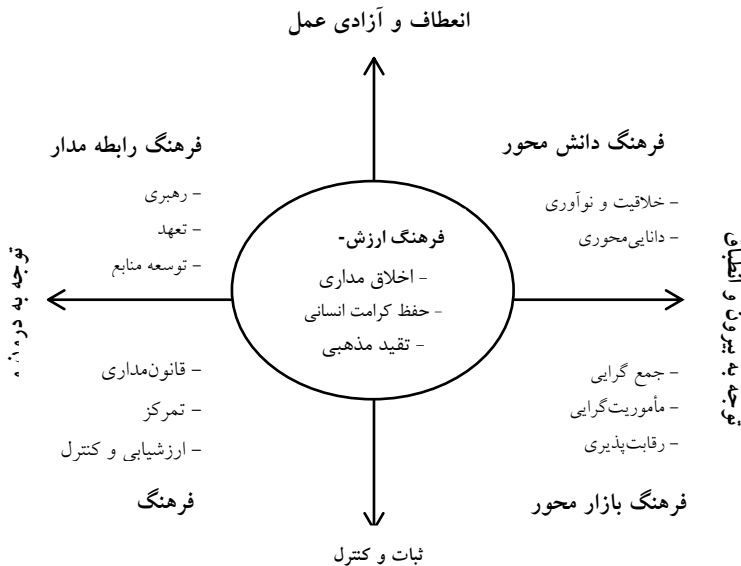 انعطاف و آزادی عمل
فرهنگ دانش محور
- خلاقیت و نوآوری
- دانایی‌محوری
فرهنگ رابطه مدار
- رهبری
- تعهد
- توسعه منابع
فرهنگ ارزش-
- اخلاق مداری
- حفظ کرامت انسانی
- تقید مذهبی
توجه به بیرون و انطباق
توجه به
- جمع گرایی
- مأموریت‌گرایی
- رقابت‌پذیری
فرهنگ بازار محور
- قانون‌مداری
- تمرکز
- ارزشیابی و کنترل
فرهنگ
ثبات و کنترل